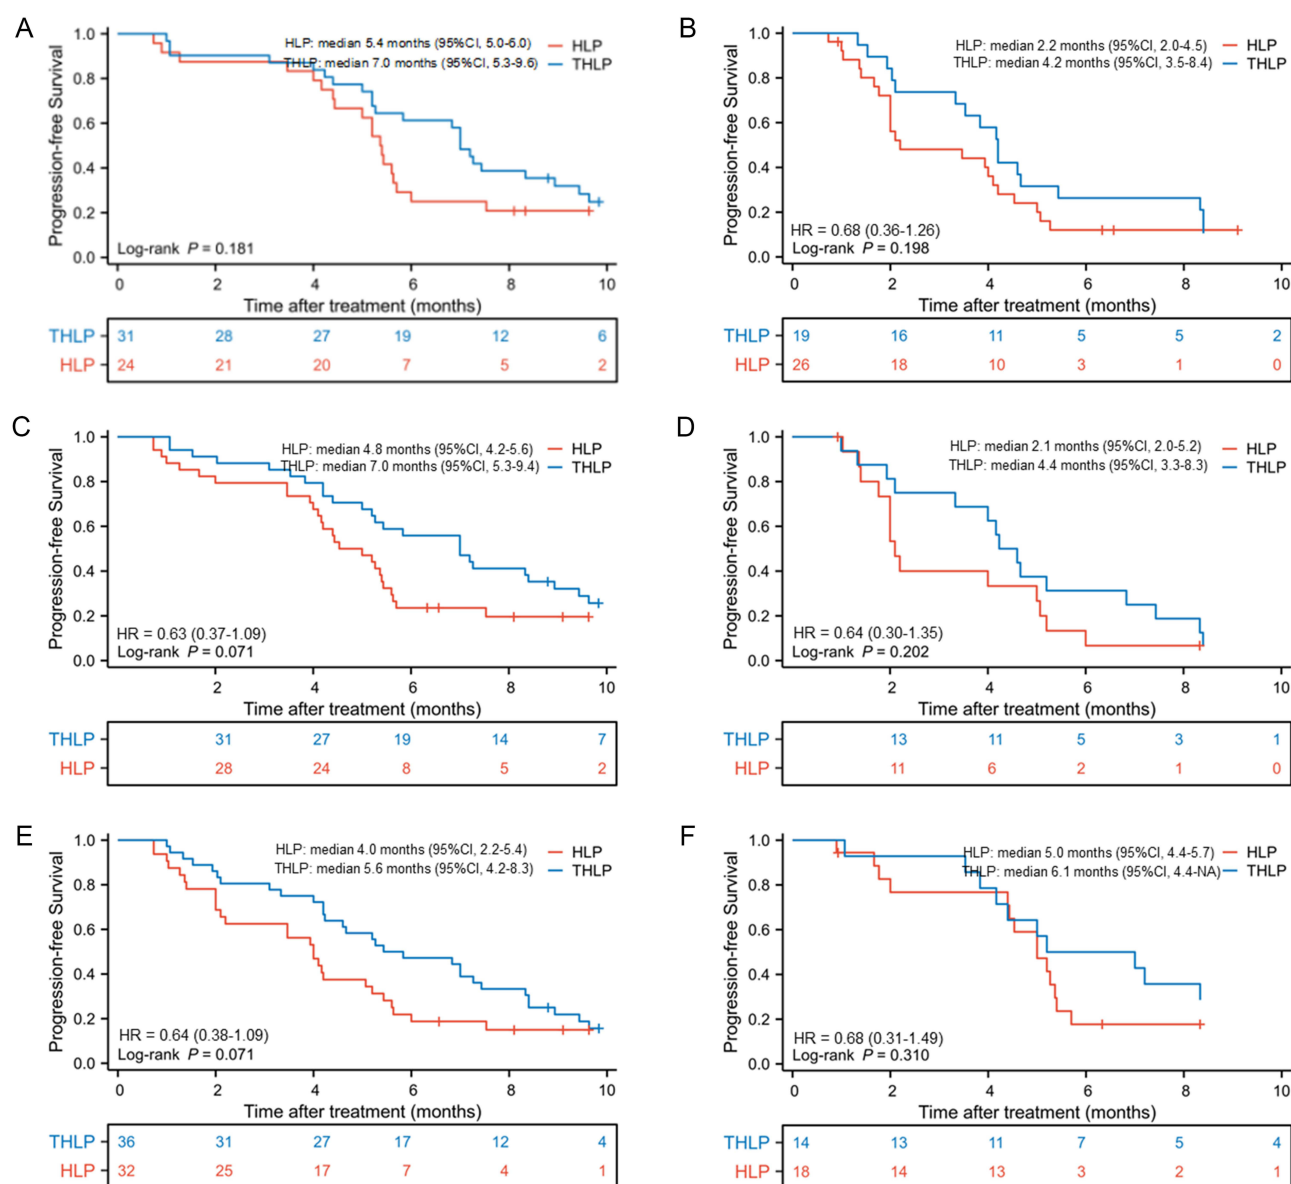 A
Progression-free Survival
1.0
0.8
0.6
0.4
0.2
0.0
HLP: median 5.4 months (95%CI, 5.0-6.0)
THLP: median 7.0 months (95%CI, 5.3-9.6)
HLP
THLP
Log-rank P = 0.181
0 2 4 6 8 10
Time after treatment (months)
THLP 31 28 27 19 12 6
HLP 24 21 20 7 5 2
B
Progression-free Survival
1.0
0.8
0.6
0.4
0.2
0.0
HLP: median 2.2 months (95%CI, 2.0-4.5)
THLP: median 4.2 months (95%CI, 3.5-8.4)
HLP
THLP
HR = 0.68 (0.36-1.26)
Log-rank P = 0.198
0 2 4 6 8 10
Time after treatment (months)
THLP 19 16 11 5 5 2
HLP 26 18 10 3 1 0
C
Progression-free Survival
1.0
0.8
0.6
0.4
0.2
0.0
HLP: median 4.8 months (95%CI, 4.2-5.6)
THLP: median 7.0 months (95%CI, 5.3-9.4)
HLP
THLP
HR = 0.63 (0.37-1.09)
Log-rank P = 0.071
2 4 6 8 10
Time after treatment (months)
THLP 31 27 19 14 7
HLP 28 24 8 5 2
D
Progression-free Survival
1.0
0.8
0.6
0.4
0.2
0.0
HLP: median 2.1 months (95%CI, 2.0-5.2)
THLP: median 4.4 months (95%CI, 3.3-8.3)
HLP
THLP
HR = 0.64 (0.30-1.35)
Log-rank P = 0.202
2 4 6 8 10
Time after treatment (months)
THLP 13 11 5 3 1
HLP 11 6 2 1 0
E
Progression-free Survival
1.0
0.8
0.6
0.4
0.2
0.0
HLP: median 4.0 months (95%CI, 2.2-5.4)
THLP: median 5.6 months (95%CI, 4.2-8.3)
HLP
THLP
HR = 0.64 (0.38-1.09)
Log-rank P = 0.071
0 2 4 6 8 10
Time after treatment (months)
THLP 36 31 27 17 12 4
HLP 32 25 17 7 4 1
F
Progression-free Survival
1.0
0.8
0.6
0.4
0.2
0.0
HLP: median 5.0 months (95%CI, 4.4-5.7)
THLP: median 6.1 months (95%CI, 4.4-NA)
HLP
THLP
HR = 0.68 (0.31-1.49)
Log-rank P = 0.310
0 2 4 6 8 10
Time after treatment (months)
THLP 14 13 11 7 5 4
HLP 18 14 13 3 2 1